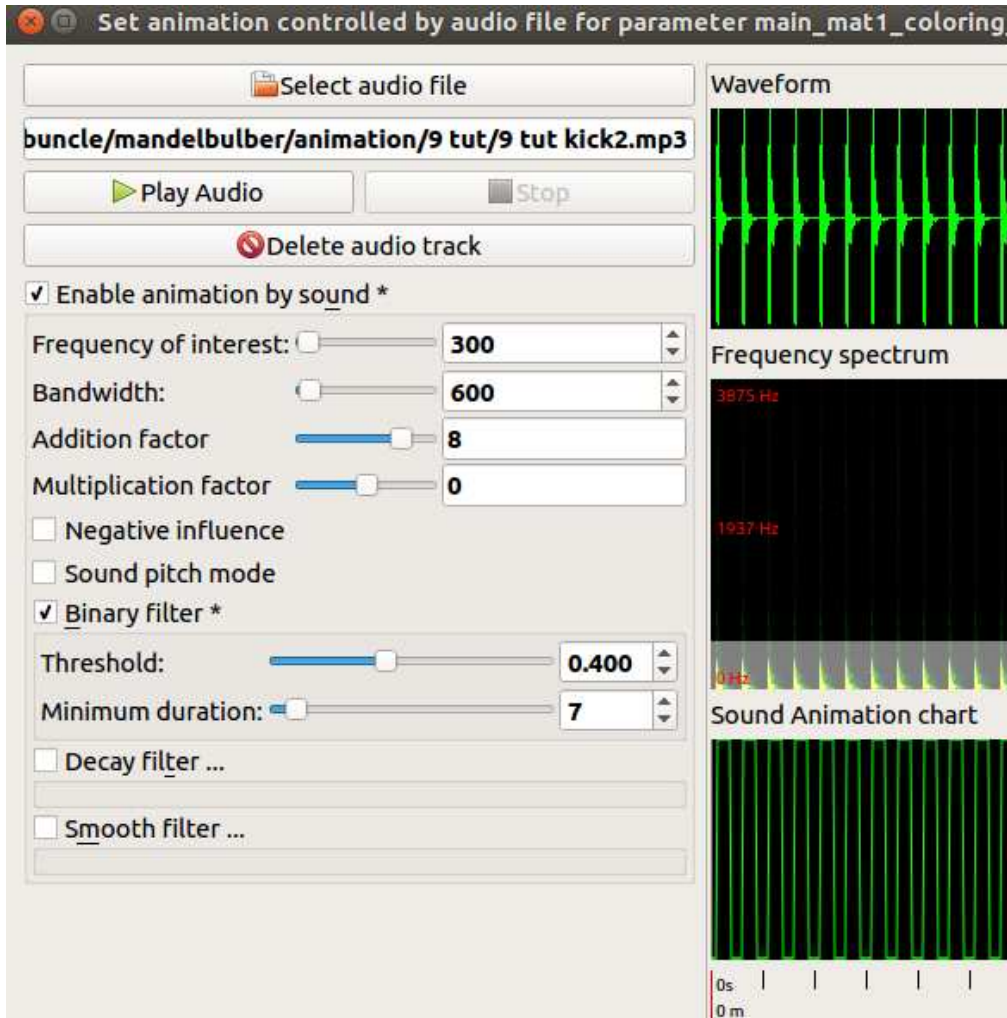 Set animation controlled by audio file for parameter main_mat1_coloring_
Select audio file
buncle/mandelbulber/animation/9 tut/9 tut kick2.mp3
Play Audio
Stop
Delete audio track
Enable animation by sound *
Frequency of interest: 300
Bandwidth: 600
Addition factor 8
Multiplication factor 0
Negative influence
Sound pitch mode
Binary filter *
Threshold: 0.400
Minimum duration: 7
Decay filter ...
Smooth filter ...
Waveform
Frequency spectrum
3875 Hz
1937 Hz
0 Hz
Sound Animation chart
0s
0 m